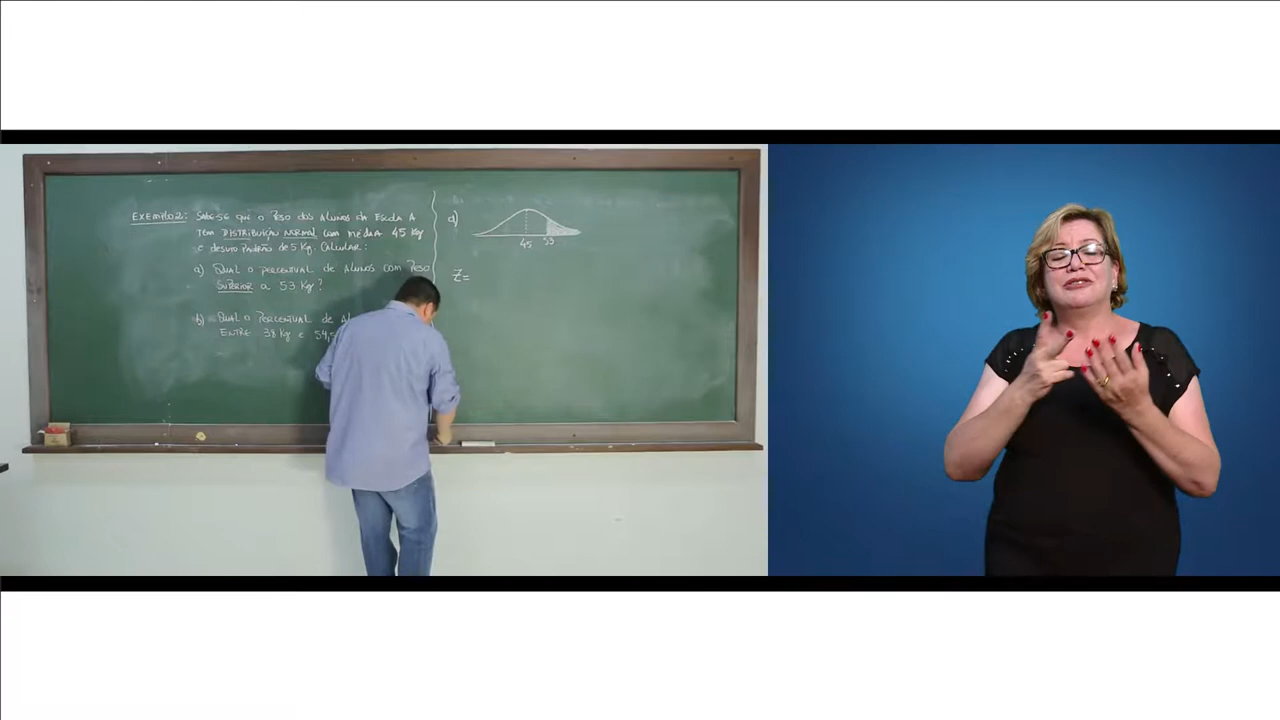 EXEMPLO 2: SABE-SE QUE O PESO DOS ALUNOS DA ESCOLA A
TEM DISTRIBUIÇÃO NORMAL COM MÉDIA 45 Kg
E DESVIO PADRÃO DE 5 Kg. CALCULAR:
a) QUAL O PERCENTUAL DE ALUNOS COM PESO
SUPERIOR A 53 Kg?
b) QUAL O PERCENTUAL DE
ENTRE 38 Kg E
a)
45 53
Z=